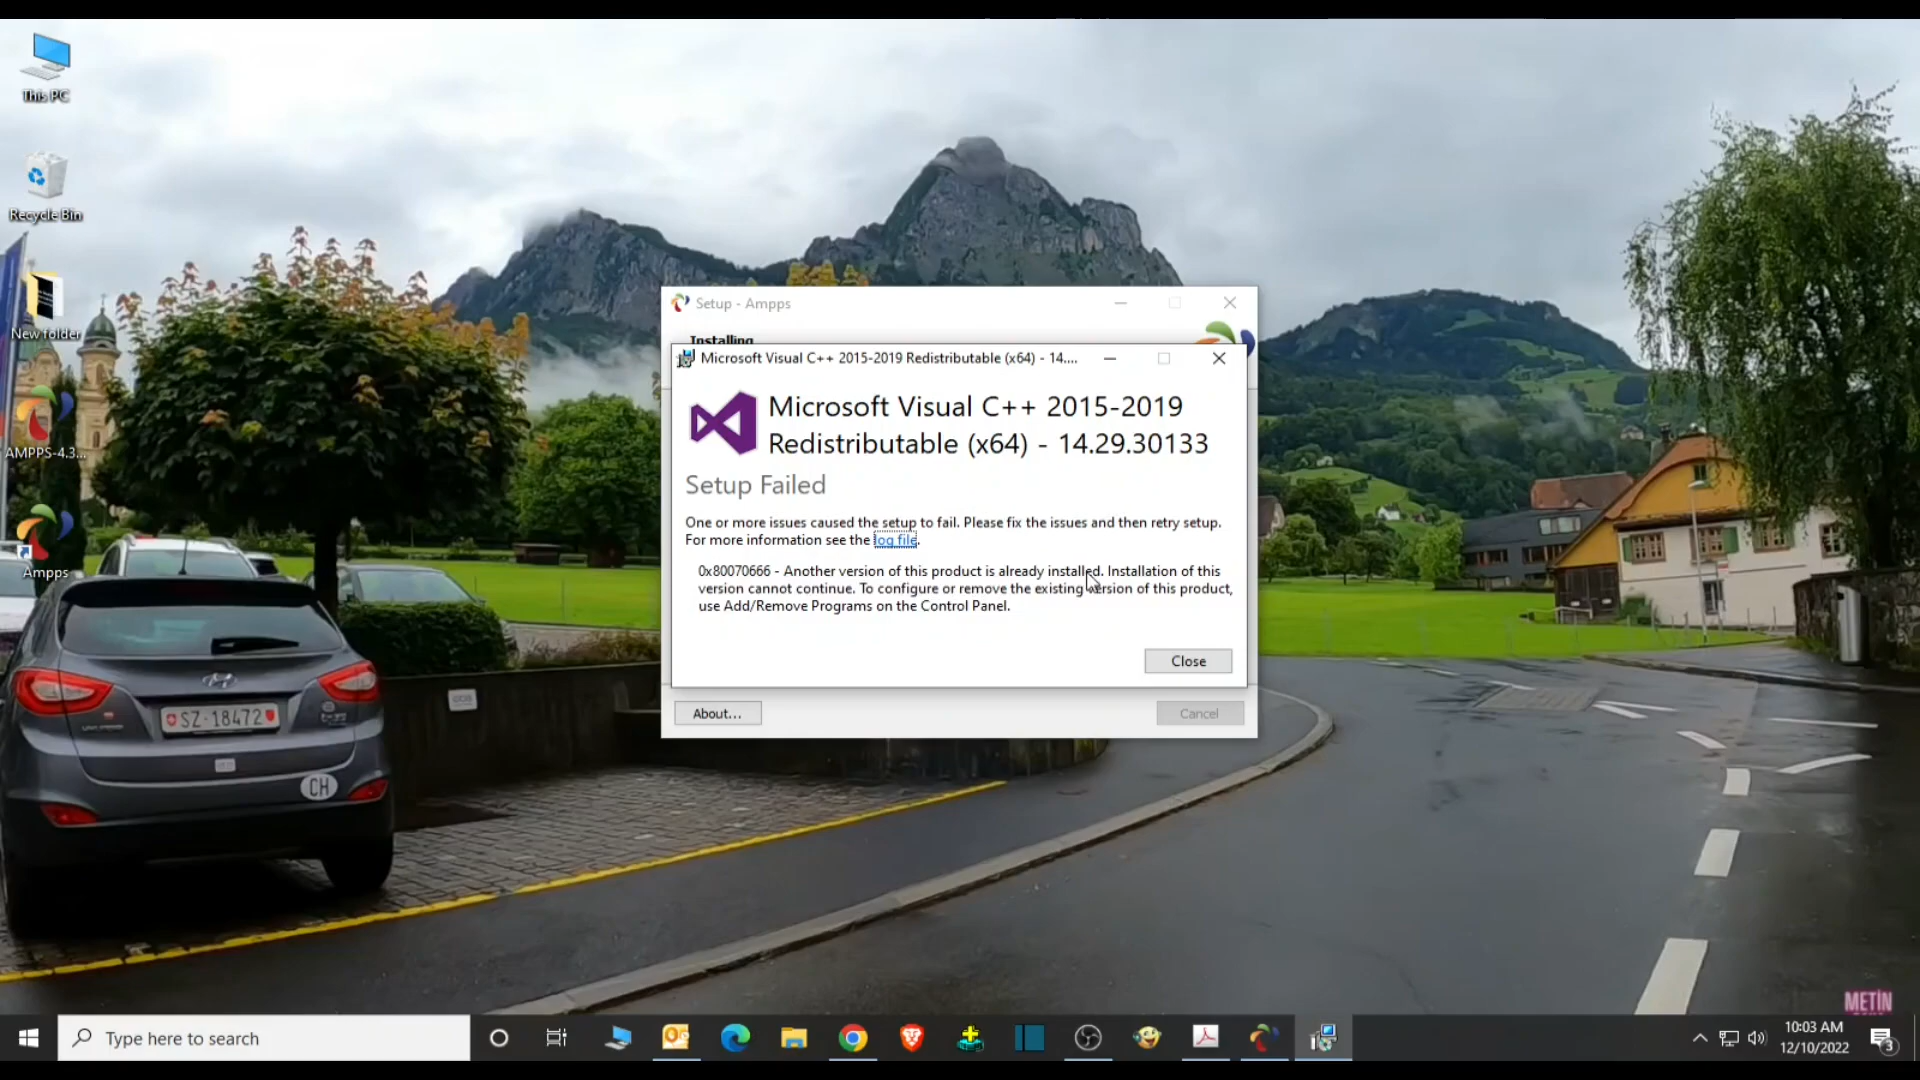 This PC
Recycle Bin
New folder
AMPPS-4.3...
Ampps
Setup - Ampps
Installing
Microsoft Visual C++ 2015-2019 Redistributable (x64) - 14....
Microsoft Visual C++ 2015-2019
Redistributable (x64) - 14.29.30133
Setup Failed
One or more issues caused the setup to fail. Please fix the issues and then retry setup.
For more information see the log file.
0x80070666 - Another version of this product is already installed. Installation of this
version cannot continue. To configure or remove the existing version of this product,
use Add/Remove Programs on the Control Panel.
Close
About...
Cancel
SZ·18472
CH
METİN
Type here to search
10:03 AM
12/10/2022
3